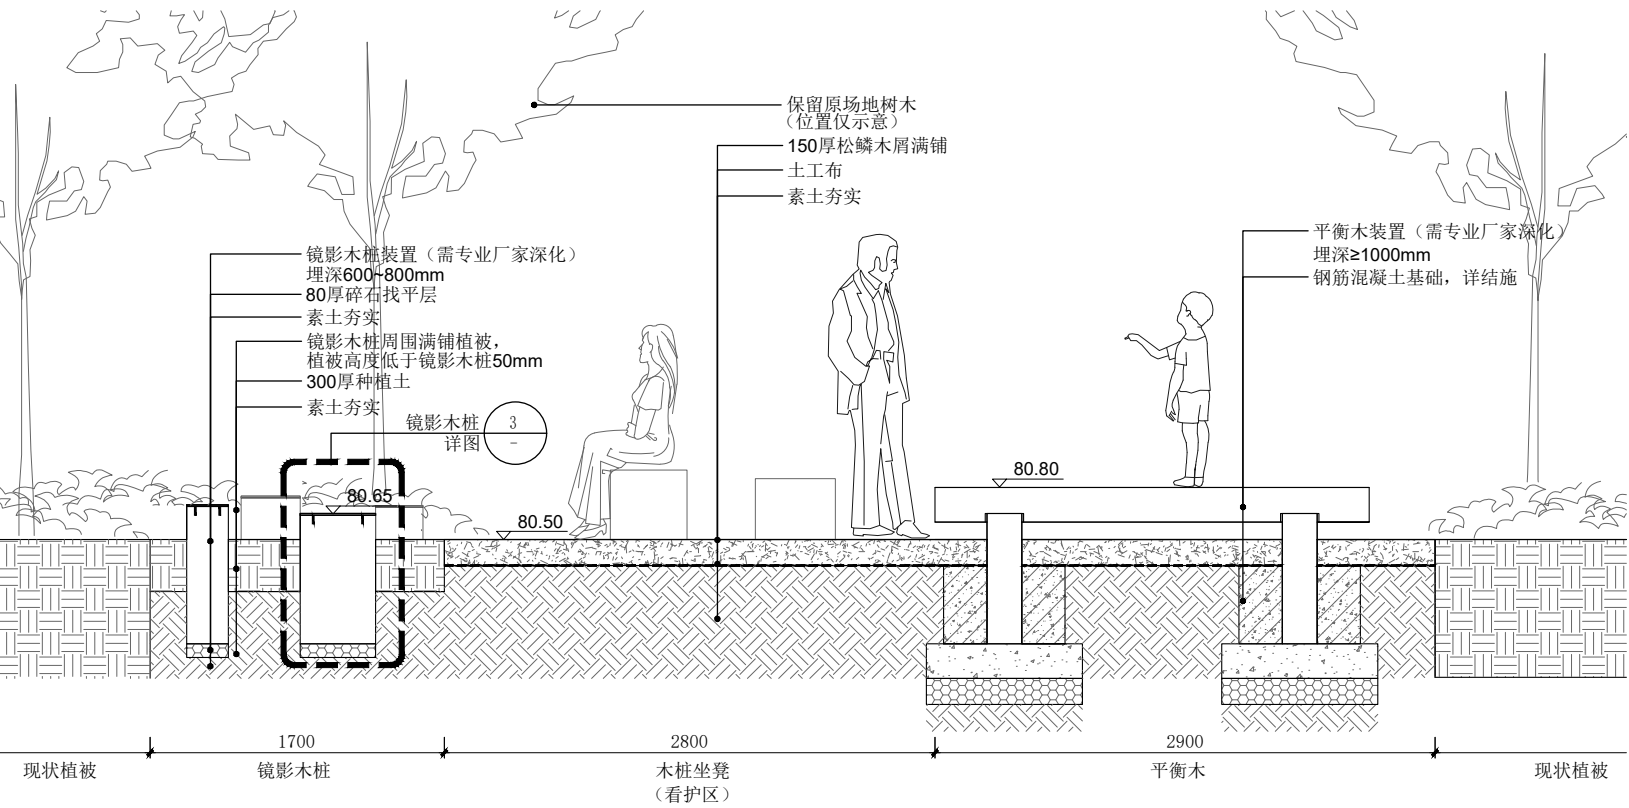 保留原场地树木
（位置仅示意）
150厚松鳞木屑满铺
土工布
素土夯实
镜影木桩装置（需专业厂家深化）
埋深600~800mm
80厚碎石找平层
素土夯实
镜影木桩周围满铺植被，
植被高度低于镜影木桩50mm
300厚种植土
素土夯实
镜影木桩
详图
3
-
平衡木装置（需专业厂家深化）
埋深≥1000mm
钢筋混凝土基础，详结施
80.65
80.50
80.80
1700
2800
2900
现状植被
镜影木桩
木桩坐凳
（看护区）
平衡木
现状植被